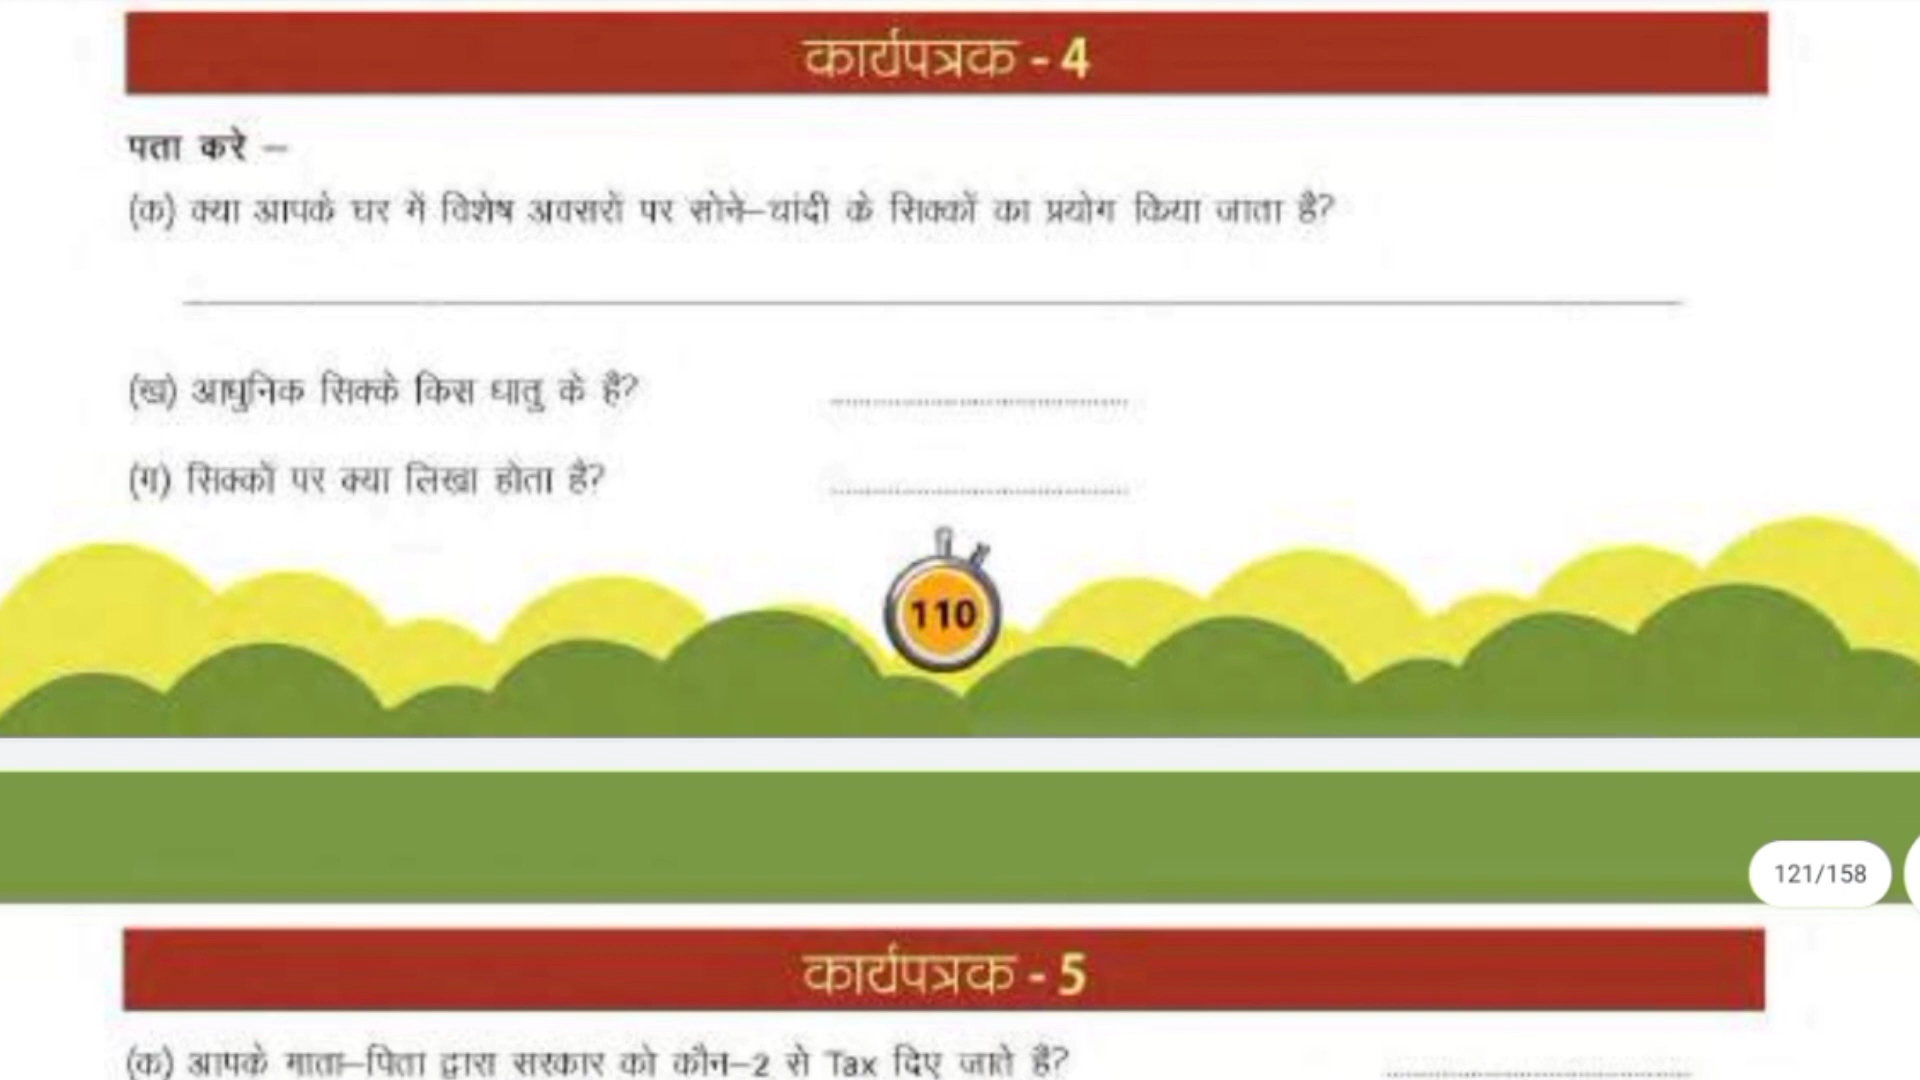 कार्यपत्रक - 4
पता करे –
(क) क्या आपके घर में विशेष अवसरों पर सोने–चांदी के सिक्कों का प्रयोग किया जाता है?
(ख) आधुनिक सिक्के किस धातु के हैं?
(ग) सिक्कों पर क्या लिखा होता है?
110
121/158
कार्यपत्रक - 5
(क) आपके माता–पिता द्वारा सरकार को कौन–2 से Tax दिए जाते हैं?